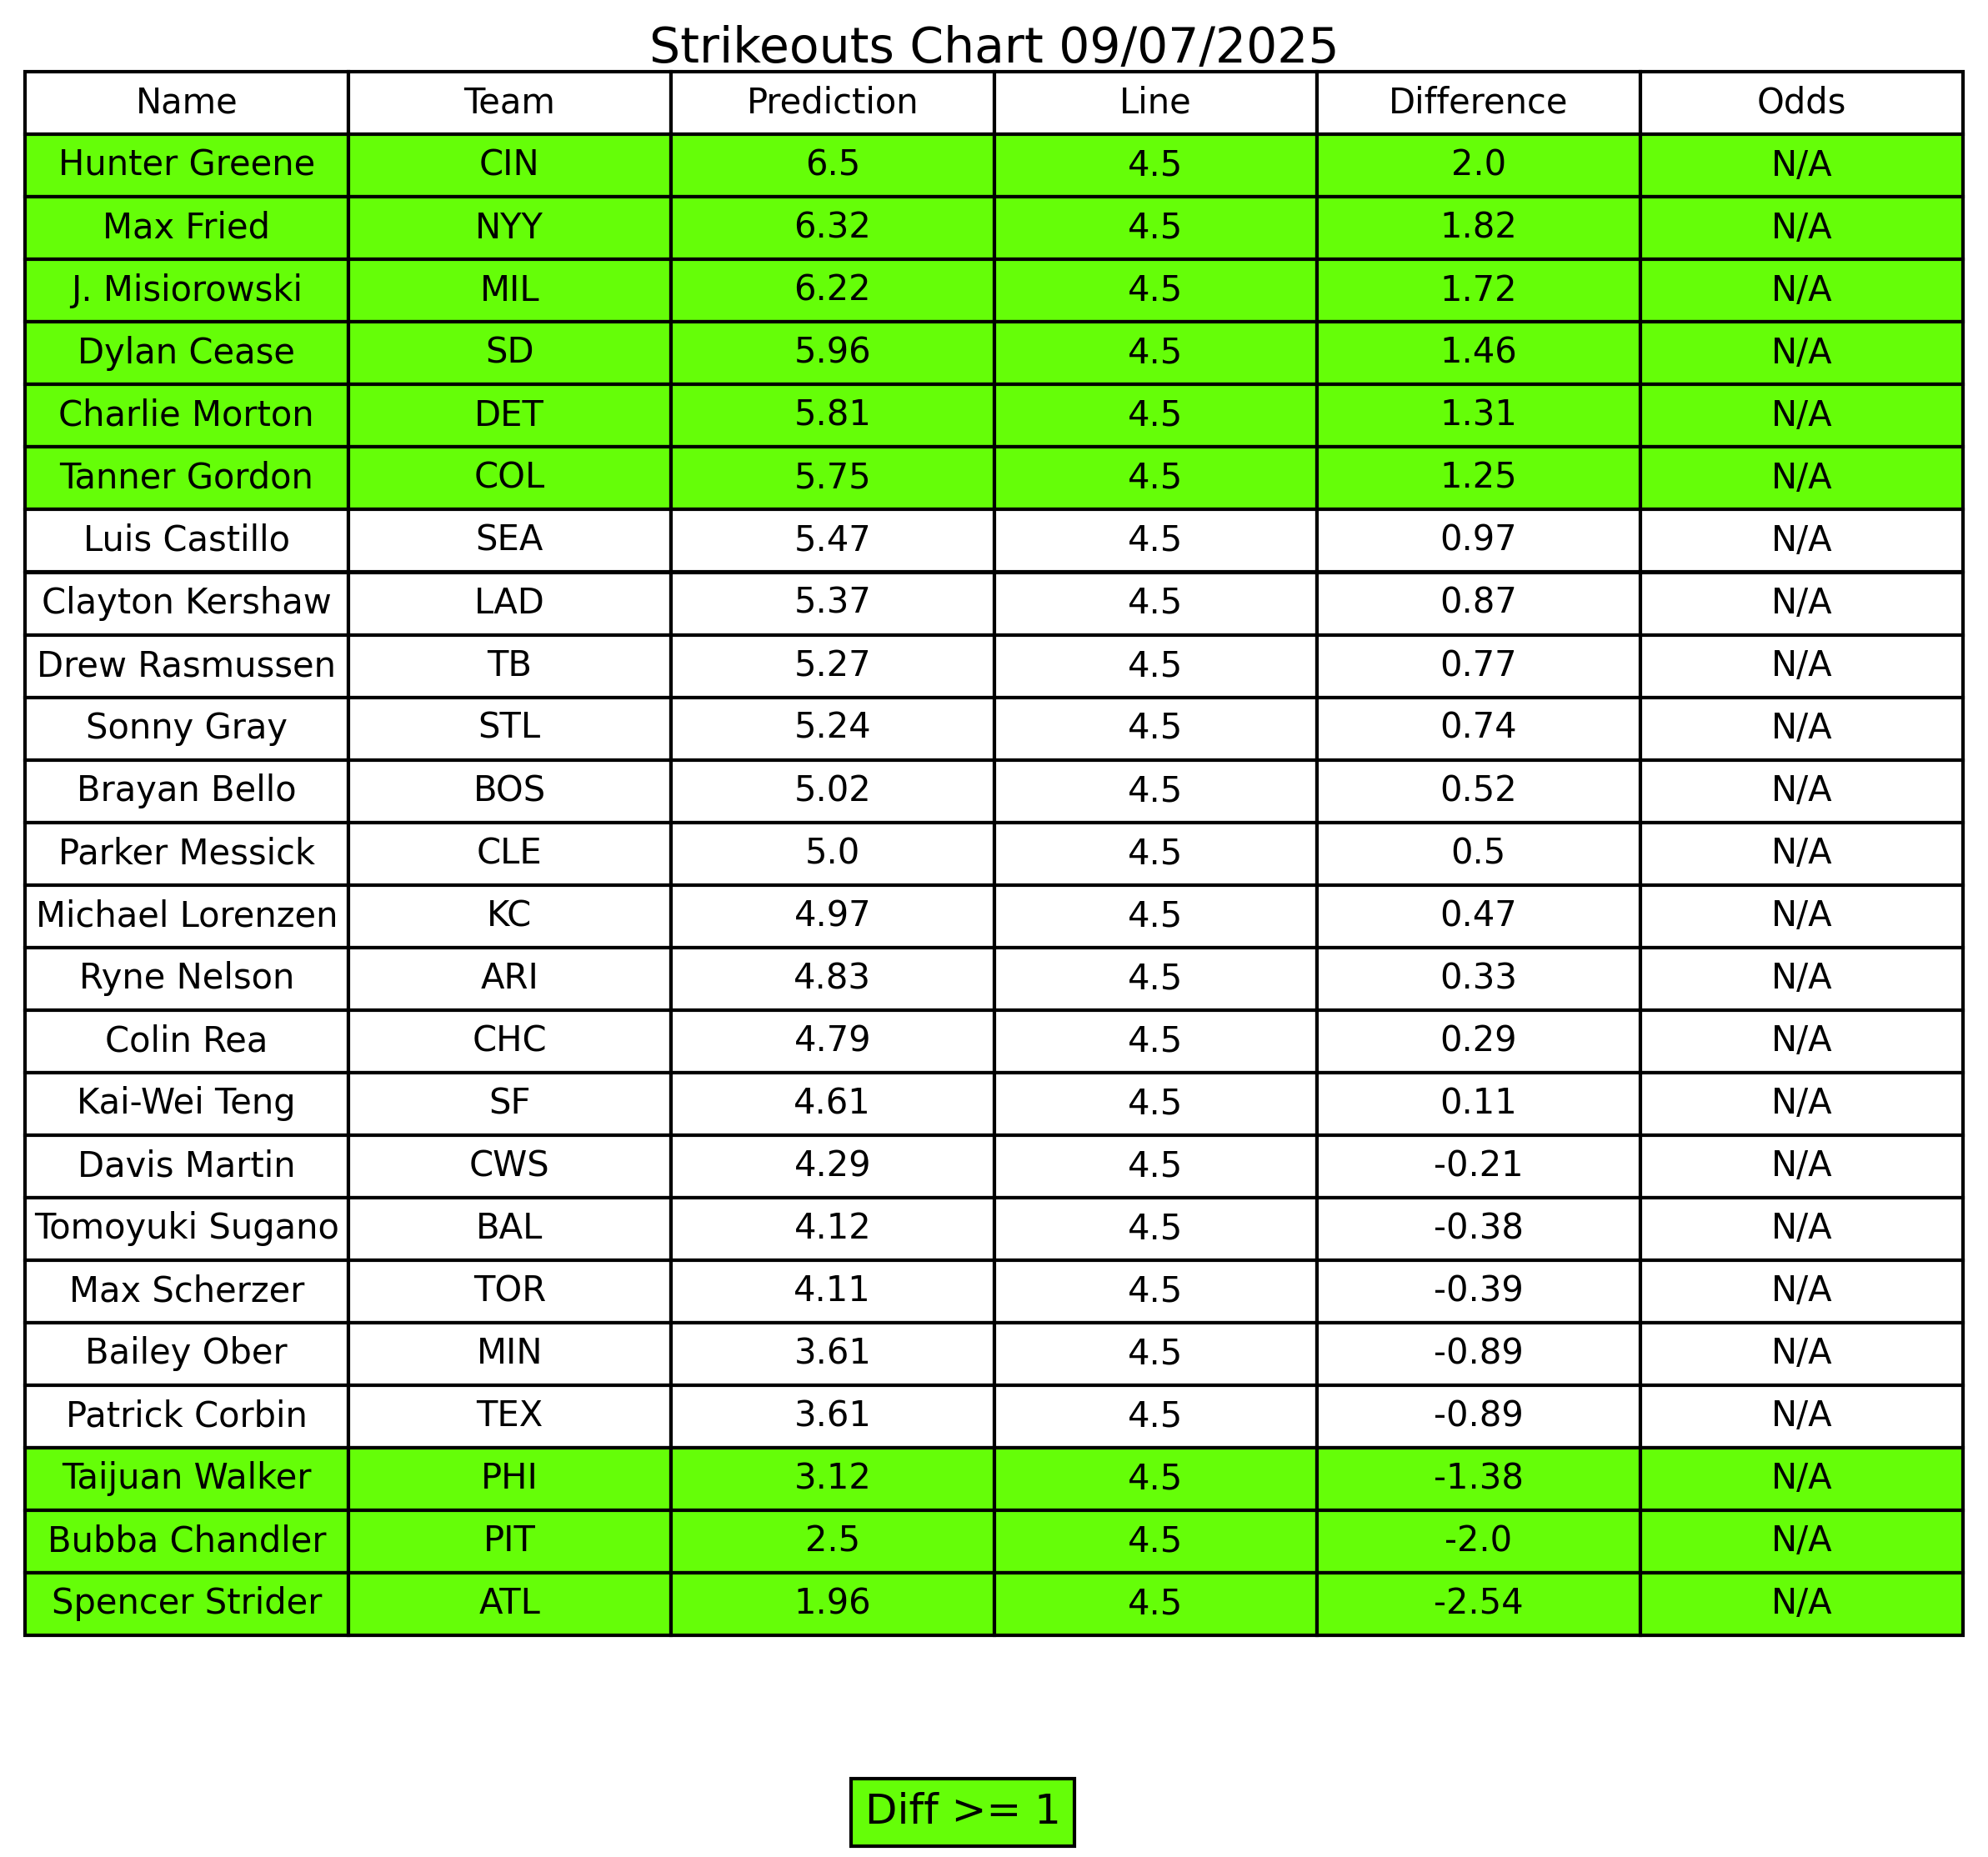 Strikeouts Chart 09/07/2025
Name Team Prediction Line Difference Odds
Hunter Greene CIN 6.5 4.5 2.0 N/A
Max Fried NYY 6.32 4.5 1.82 N/A
J. Misiorowski MIL 6.22 4.5 1.72 N/A
Dylan Cease SD 5.96 4.5 1.46 N/A
Charlie Morton DET 5.81 4.5 1.31 N/A
Tanner Gordon COL 5.75 4.5 1.25 N/A
Luis Castillo SEA 5.47 4.5 0.97 N/A
Clayton Kershaw LAD 5.37 4.5 0.87 N/A
Drew Rasmussen TB 5.27 4.5 0.77 N/A
Sonny Gray STL 5.24 4.5 0.74 N/A
Brayan Bello BOS 5.02 4.5 0.52 N/A
Parker Messick CLE 5.0 4.5 0.5 N/A
Michael Lorenzen KC 4.97 4.5 0.47 N/A
Ryne Nelson ARI 4.83 4.5 0.33 N/A
Colin Rea CHC 4.79 4.5 0.29 N/A
Kai-Wei Teng SF 4.61 4.5 0.11 N/A
Davis Martin CWS 4.29 4.5 -0.21 N/A
Tomoyuki Sugano BAL 4.12 4.5 -0.38 N/A
Max Scherzer TOR 4.11 4.5 -0.39 N/A
Bailey Ober MIN 3.61 4.5 -0.89 N/A
Patrick Corbin TEX 3.61 4.5 -0.89 N/A
Taijuan Walker PHI 3.12 4.5 -1.38 N/A
Bubba Chandler PIT 2.5 4.5 -2.0 N/A
Spencer Strider ATL 1.96 4.5 -2.54 N/A
Diff >= 1